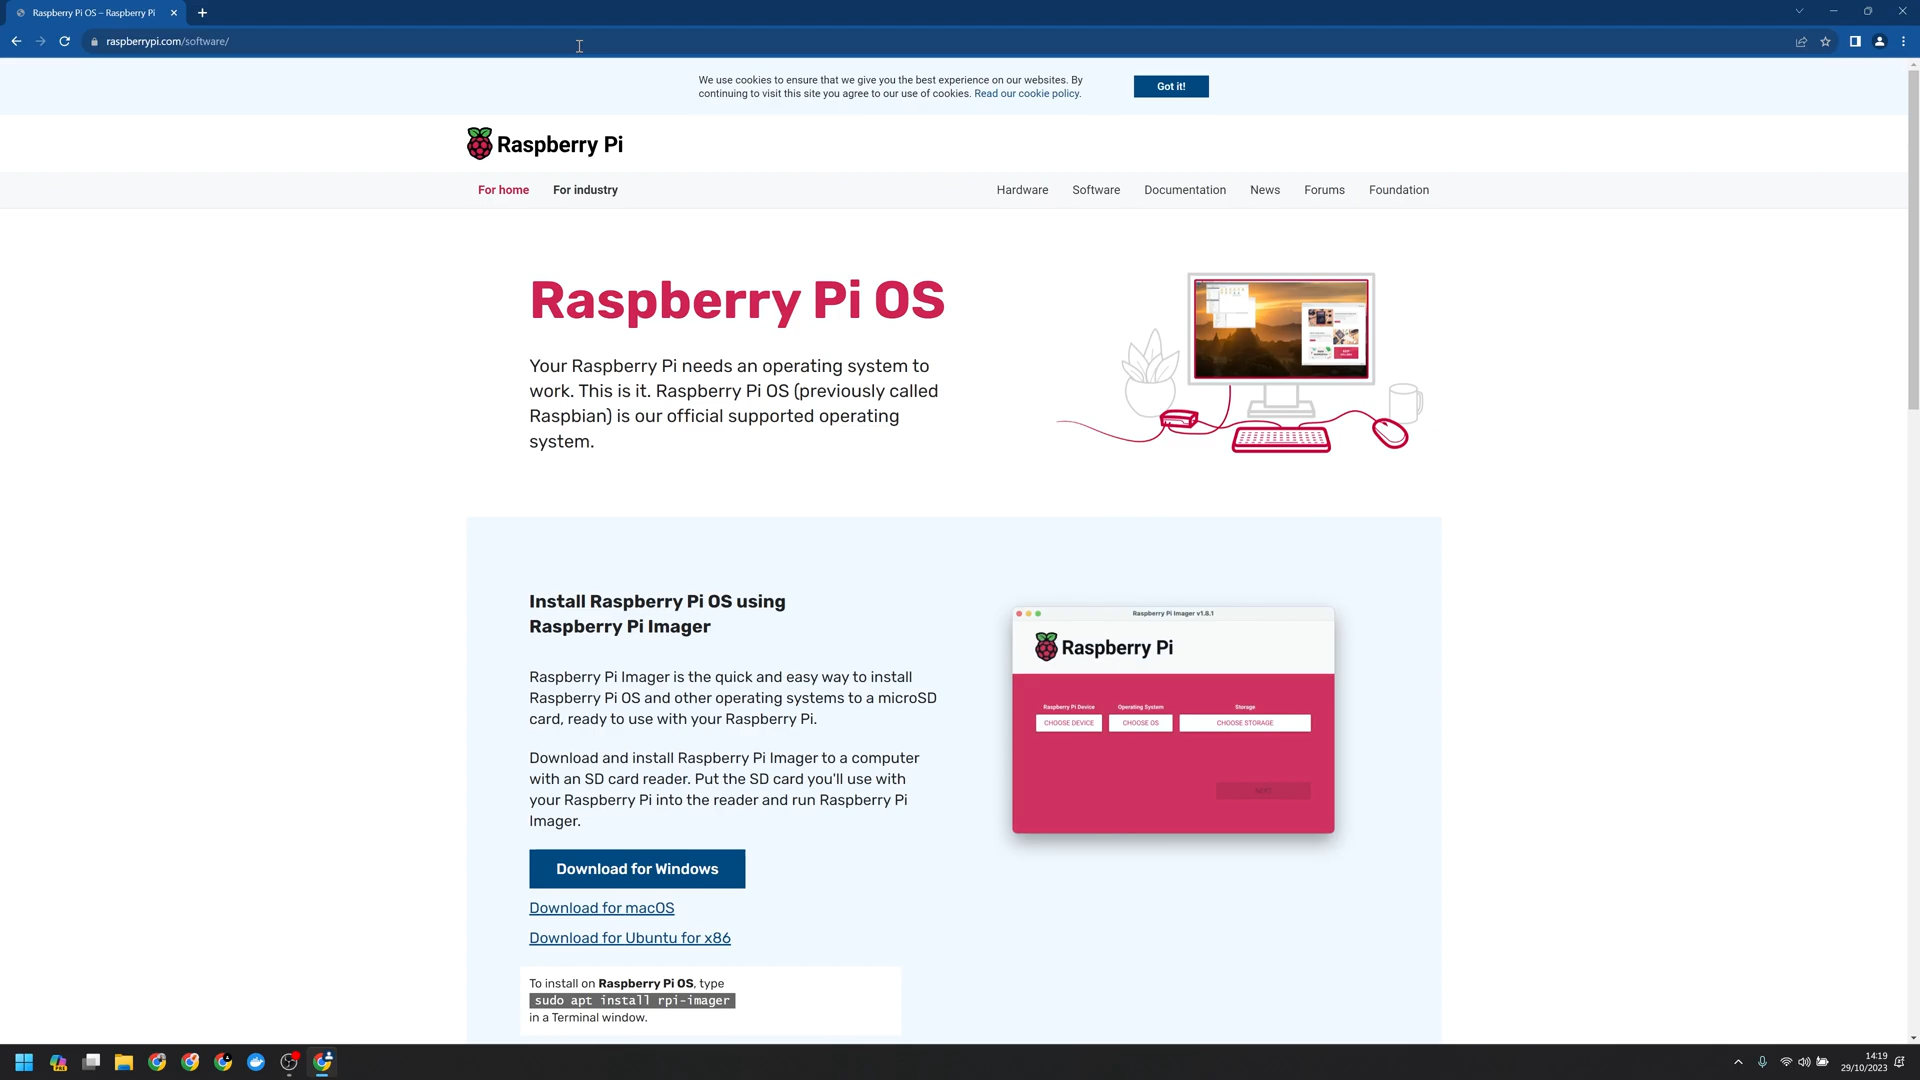 Raspberry Pi OS – Raspberry Pi
raspberrypi.com/software/
We use cookies to ensure that we give you the best experience on our websites. By
continuing to visit this site you agree to our use of cookies. Read our cookie policy.
Got it!
Raspberry Pi
For home
For industry
Hardware
Software
Documentation
News
Forums
Foundation
Raspberry Pi OS
Your Raspberry Pi needs an operating system to
work. This is it. Raspberry Pi OS (previously called
Raspbian) is our official supported operating
system.
Install Raspberry Pi OS using
Raspberry Pi Imager
Raspberry Pi Imager is the quick and easy way to install
Raspberry Pi OS and other operating systems to a microSD
card, ready to use with your Raspberry Pi.
Download and install Raspberry Pi Imager to a computer
with an SD card reader. Put the SD card you'll use with
your Raspberry Pi into the reader and run Raspberry Pi
Imager.
Download for Windows
Download for macOS
Download for Ubuntu for x86
To install on Raspberry Pi OS, type
sudo apt install rpi-imager
in a Terminal window.
Raspberry Pi Imager v1.8.1
Raspberry Pi
Raspberry Pi Device
Operating System
Storage
CHOOSE DEVICE
CHOOSE OS
CHOOSE STORAGE
NEXT
PRE
14:19
29/10/2023